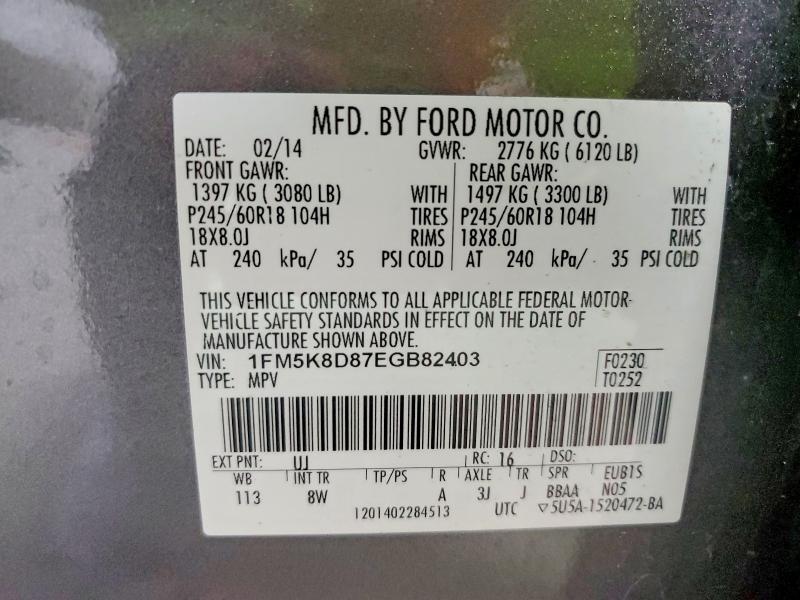 MFD. BY FORD MOTOR CO.
DATE: 02/14 GVWR: 2776 KG ( 6120 LB)
FRONT GAWR: REAR GAWR:
1397 KG ( 3080 LB) WITH 1497 KG ( 3300 LB) WITH
P245/60R18 104H TIRES P245/60R18 104H TIRES
18X8.0J RIMS 18X8.0J RIMS
AT 240 kPa/ 35 PSI COLD AT 240 kPa/ 35 PSI COLD
THIS VEHICLE CONFORMS TO ALL APPLICABLE FEDERAL MOTOR-
VEHICLE SAFETY STANDARDS IN EFFECT ON THE DATE OF
MANUFACTURE SHOWN ABOVE.
VIN: 1FM5K8D87EGB82403 F0230
TYPE: MPV T0252
EXT PNT: UJ RC: 16 DSO:
WB INT TR TP/PS R AXLE TR SPR EUB1S
113 8W A 3J J BBAA N05
1201402284513 UTC ▽5U5A-1520472-BA